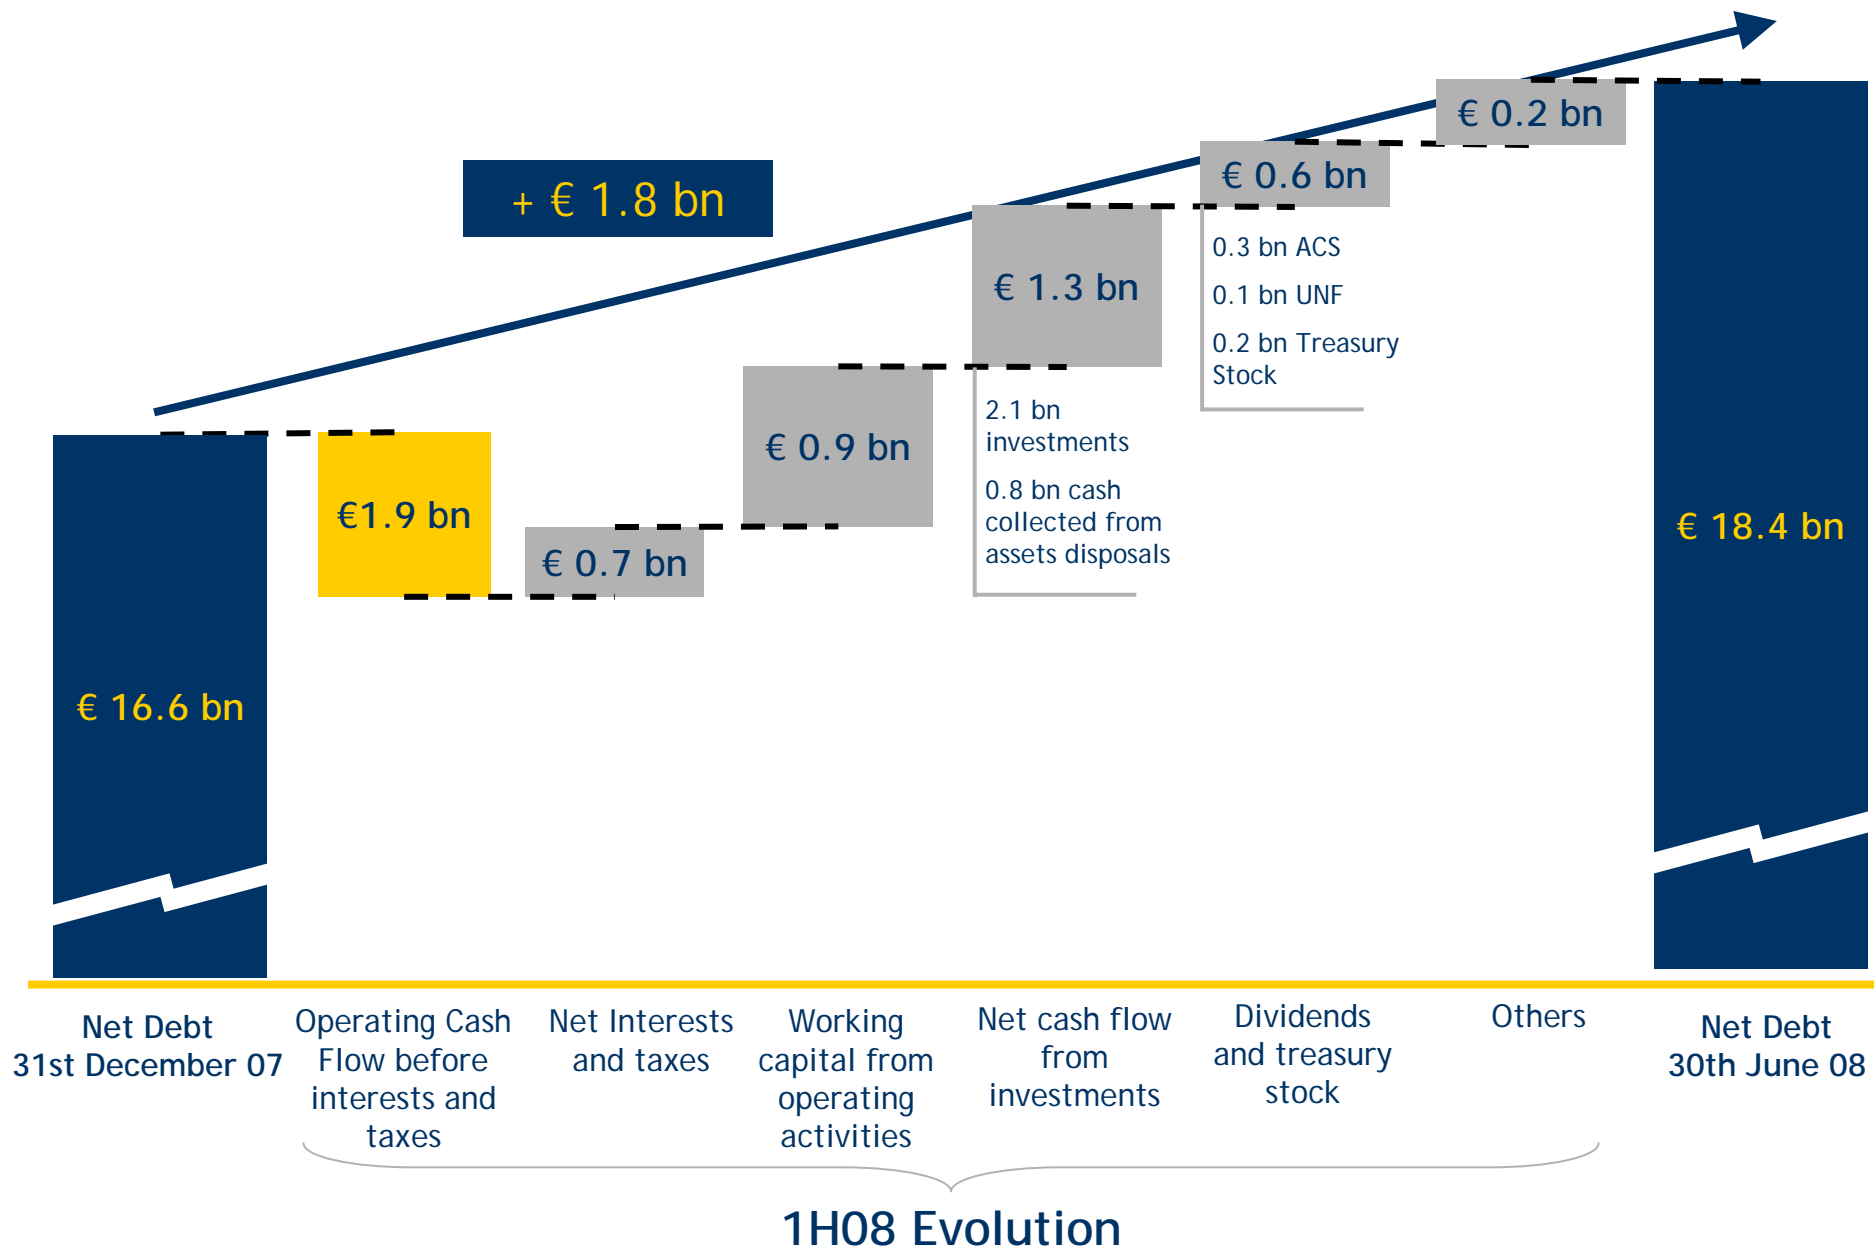 + € 1.8 bn
€ 16.6 bn
€1.9 bn
€ 0.7 bn
€ 0.9 bn
€ 1.3 bn
2.1 bn
investments
0.8 bn cash
collected from
assets disposals
€ 0.6 bn
0.3 bn ACS
0.1 bn UNF
0.2 bn Treasury
Stock
€ 0.2 bn
€ 18.4 bn
Net Debt
31st December 07
Operating Cash
Flow before
interests and
taxes
Net Interests
and taxes
Working
capital from
operating
activities
Net cash flow
from
investments
Dividends
and treasury
stock
Others
Net Debt
30th June 08
1H08 Evolution